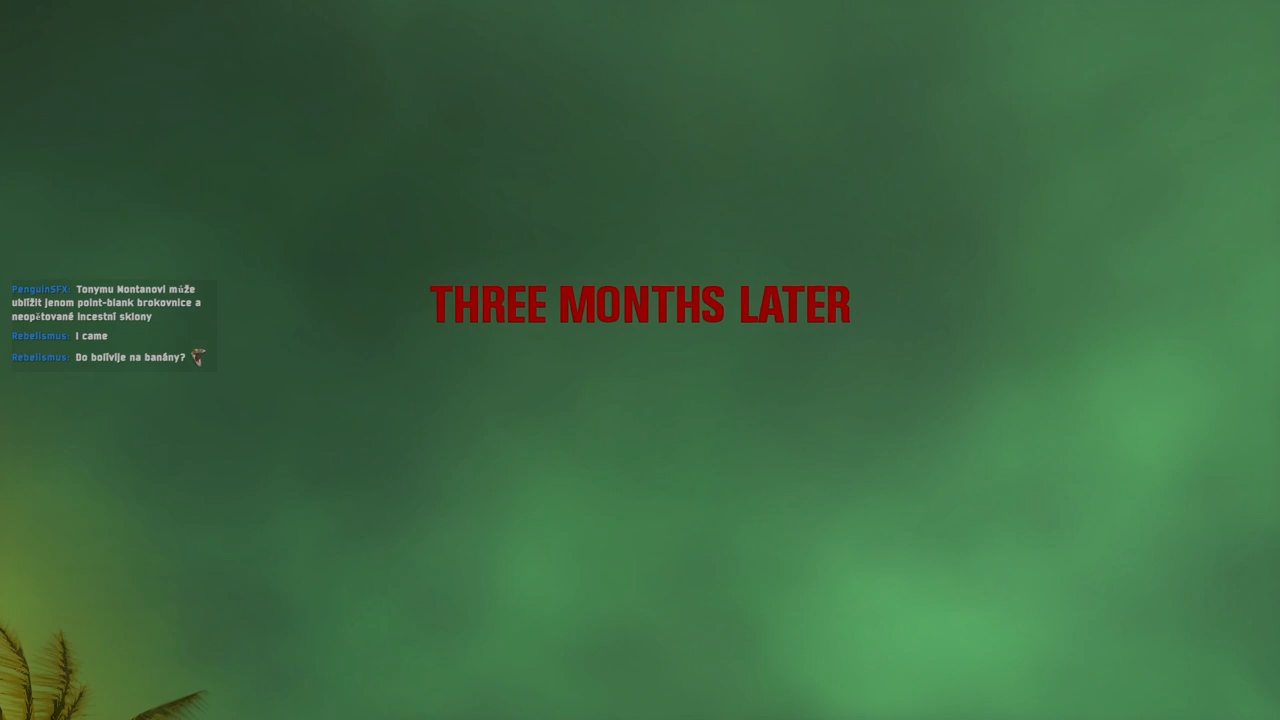 THREE MONTHS LATER
PenguinSFX: Tonymu Montanovi může
ublížit jenom point-blank brokovnice a
neopětované incestní sklony
Rebelismus: I came
Rebelismus: Do bolívije na banány?